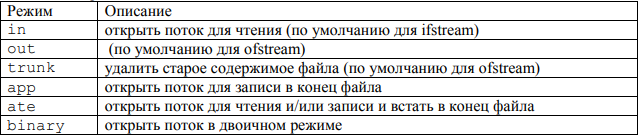 Режим Описание
in открыть поток для чтения (по умолчанию для ifstream)
out (по умолчанию для ofstream)
trunk удалить старое содержимое файла (по умолчанию для ofstream)
app открыть поток для записи в конец файла
ate открыть поток для чтения и/или записи и встать в конец файла
binary открыть поток в двоичном режиме